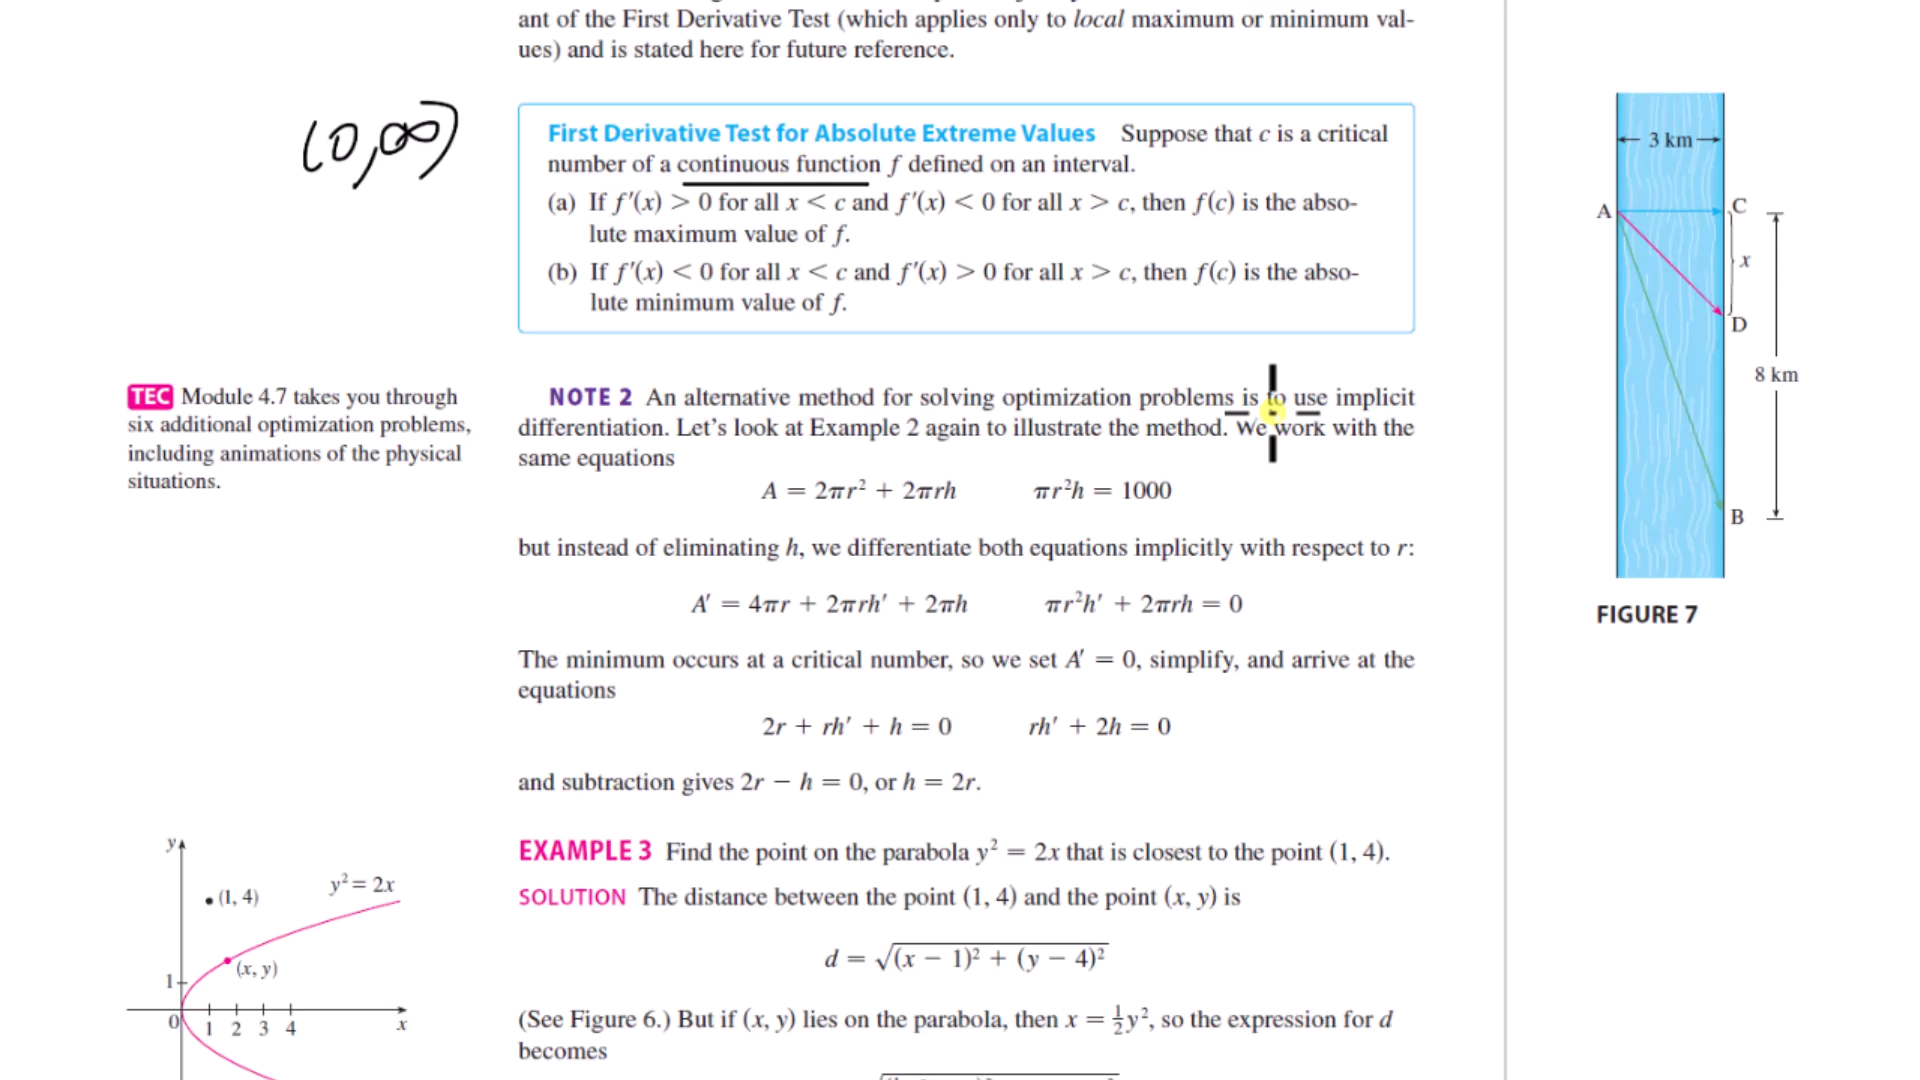 ant of the First Derivative Test (which applies only to local maximum or minimum val-
ues) and is stated here for future reference.
(0,∞)
First Derivative Test for Absolute Extreme Values Suppose that c is a critical
number of a continuous function f defined on an interval.
(a) If f′(x) > 0 for all x < c and f′(x) < 0 for all x > c, then f(c) is the abso-
lute maximum value of f.
(b) If f′(x) < 0 for all x < c and f′(x) > 0 for all x > c, then f(c) is the abso-
lute minimum value of f.
TEC Module 4.7 takes you through
six additional optimization problems,
including animations of the physical
situations.
NOTE 2 An alternative method for solving optimization problems is to use implicit
differentiation. Let's look at Example 2 again to illustrate the method. We work with the
same equations
A = 2πr² + 2πrh πr²h = 1000
but instead of eliminating h, we differentiate both equations implicitly with respect to r:
A′ = 4πr + 2πrh′ + 2πh πr²h′ + 2πrh = 0
The minimum occurs at a critical number, so we set A′ = 0, simplify, and arrive at the
equations
2r + rh′ + h = 0 rh′ + 2h = 0
and subtraction gives 2r − h = 0, or h = 2r.
EXAMPLE 3 Find the point on the parabola y² = 2x that is closest to the point (1, 4).
SOLUTION The distance between the point (1, 4) and the point (x, y) is
d = √(x − 1)² + (y − 4)²
(See Figure 6.) But if (x, y) lies on the parabola, then x = ½y², so the expression for d
becomes
y
(1, 4)
y² = 2x
(x, y)
1
0
1 2 3 4
x
3 km
A
C
x
D
8 km
B
FIGURE 7